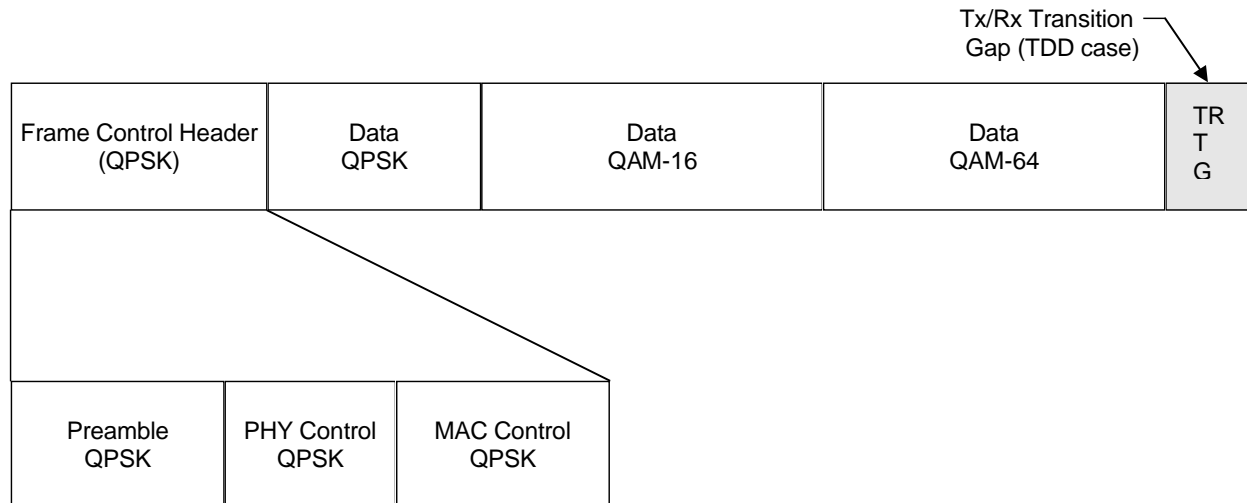 Tx/Rx Transition
Gap (TDD case)
Frame Control Header
(QPSK)
Data
QPSK
Data
QAM-16
Data
QAM-64
TR
T
G
Preamble
QPSK
PHY Control
QPSK
MAC Control
QPSK